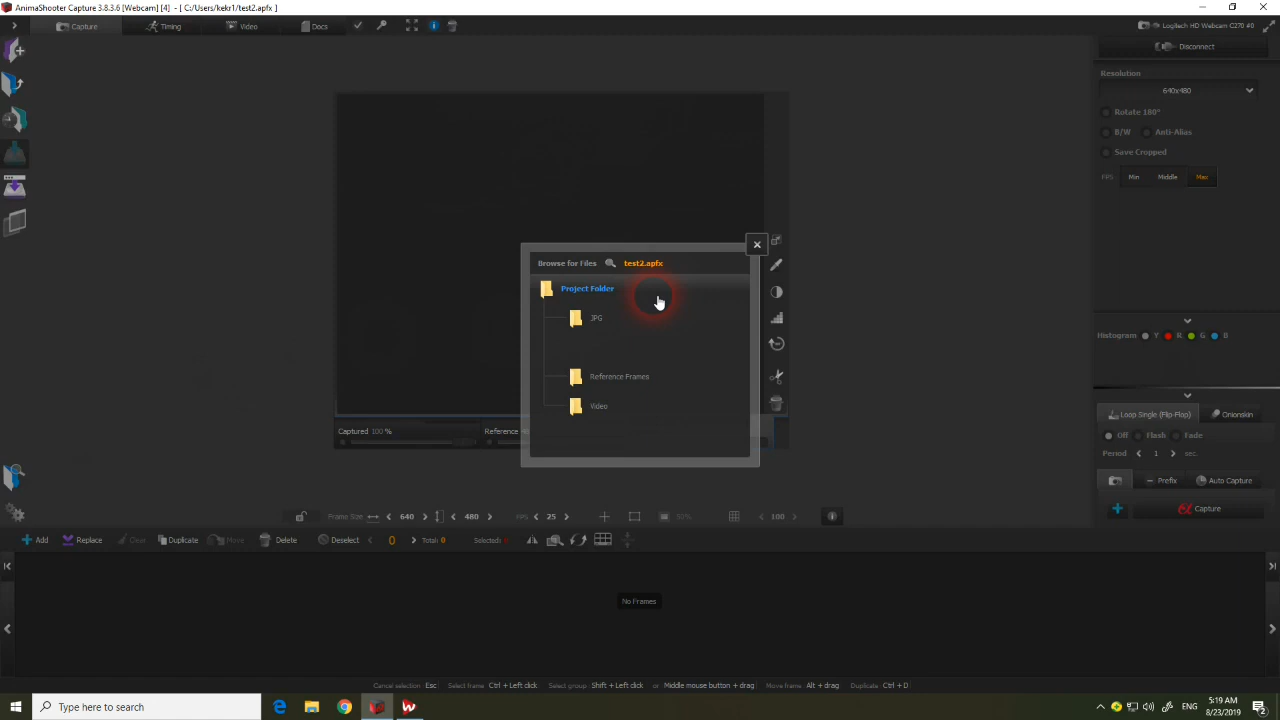 AnimaShooter Capture 3.8.3.6 [Webcam] [4]   - [ C:/Users/kekr1/test2.apfx  ]
Capture
Timing
Video
Docs
Logitech HD Webcam C270 #0
Disconnect
Resolution
640x480
Rotate 180°
B/W
Anti-Alias
Save Cropped
FPS
Min
Middle
Max
Browse for Files
test2.apfx
Project Folder
JPG
Reference Frames
Video
Captured 100 %
Reference
Histogram
Y
R
G
B
Loop Single (Flip-Flop)
Onionskin
Off
Flash
Fade
Period
1
sec.
Prefix
Auto Capture
Capture
Frame Size
640
480
FPS
25
100
Add
Replace
Clear
Duplicate
Move
Delete
Deselect
0
Total: 0
Selected: 0
No Frames
Cancel selection  Esc
Select frame  Ctrl + Left click
Select group  Shift + Left click  or  Middle mouse button + drag
Move frame  Alt + drag
Duplicate  Ctrl + D
Type here to search
ENG
5:19 AM
8/23/2019
2